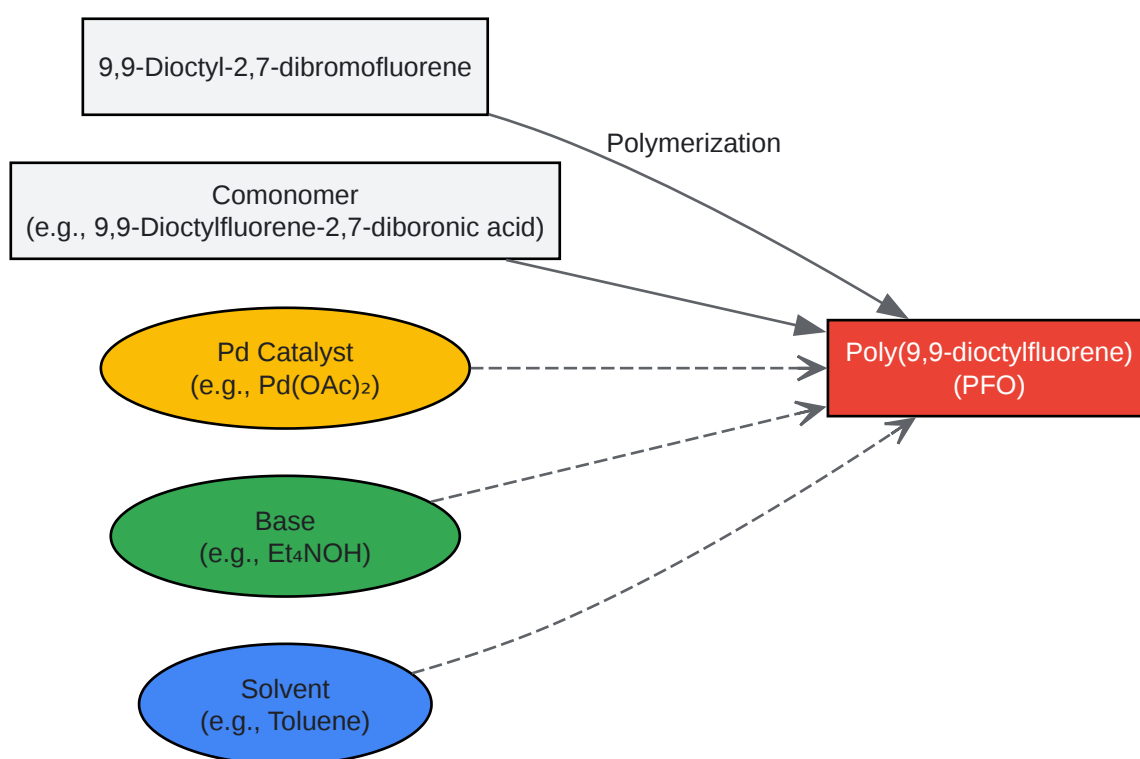 9,9-Dioctyl-2,7-dibromofluorene
Polymerization
Comonomer
(e.g., 9,9-Dioctylfluorene-2,7-diboronic acid)
Pd Catalyst
(e.g., Pd(OAc)₂)
Poly(9,9-dioctylfluorene)
(PFO)
Base
(e.g., Et₄NOH)
Solvent
(e.g., Toluene)